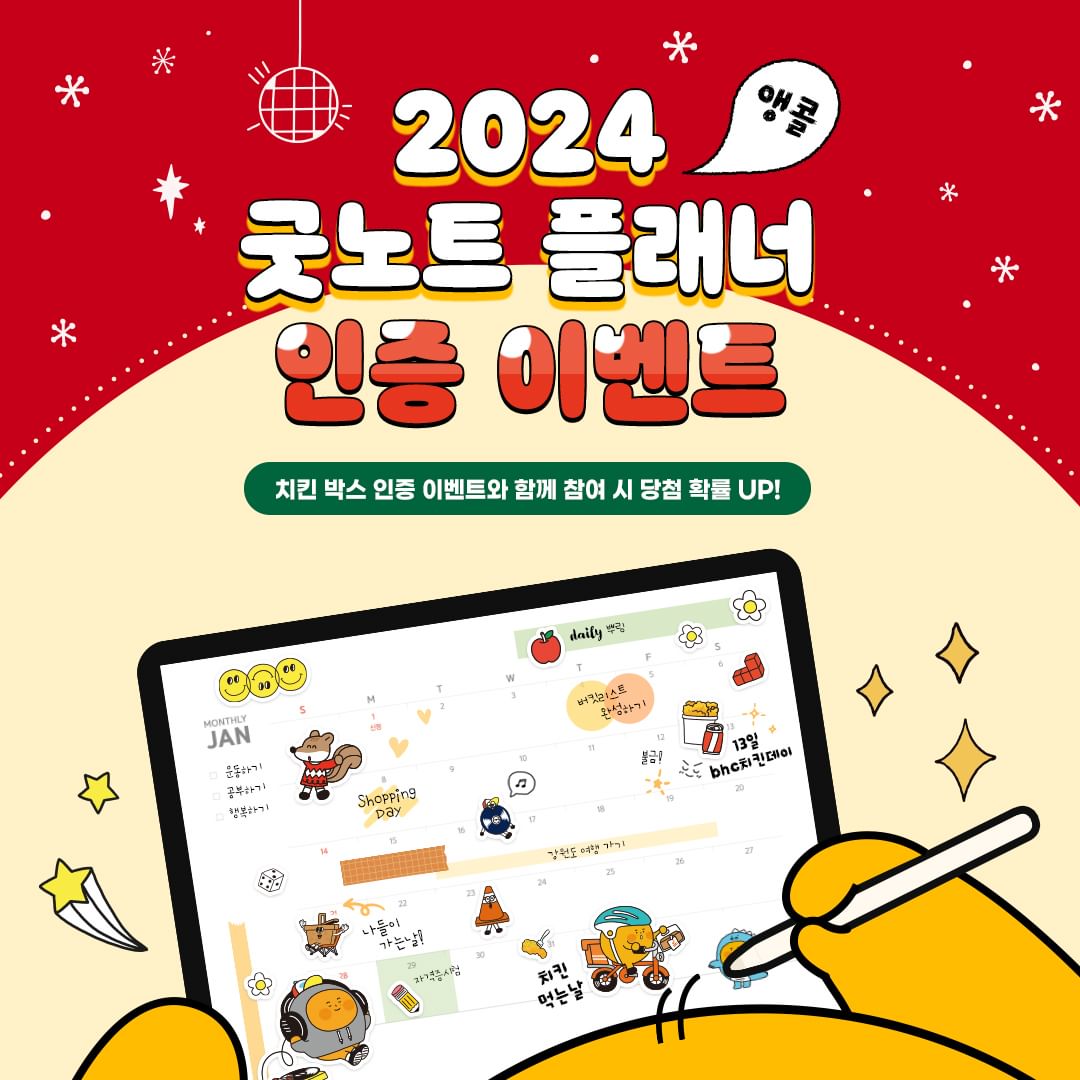 앵콜
2024
굿노트 플래너
인증 이벤트
치킨 박스 인증 이벤트와 함께 참여 시 당첨 확률 UP!
daily 뿌링
MONTHLY
JAN
S M T W T F S
운동하기
공부하기
행복하기
1 2 3 5 6
신정
버킷리스트
완성하기
8 9 10 11 12 13
Shopping
DAY
불금!
13일
bhc치킨데이
14 15 16 17 18 19 20
강원도 여행 가기
21 22 23 24 25 26 27
나들이
가는날!
28 29 30 31
자격증시험
치킨
먹는날